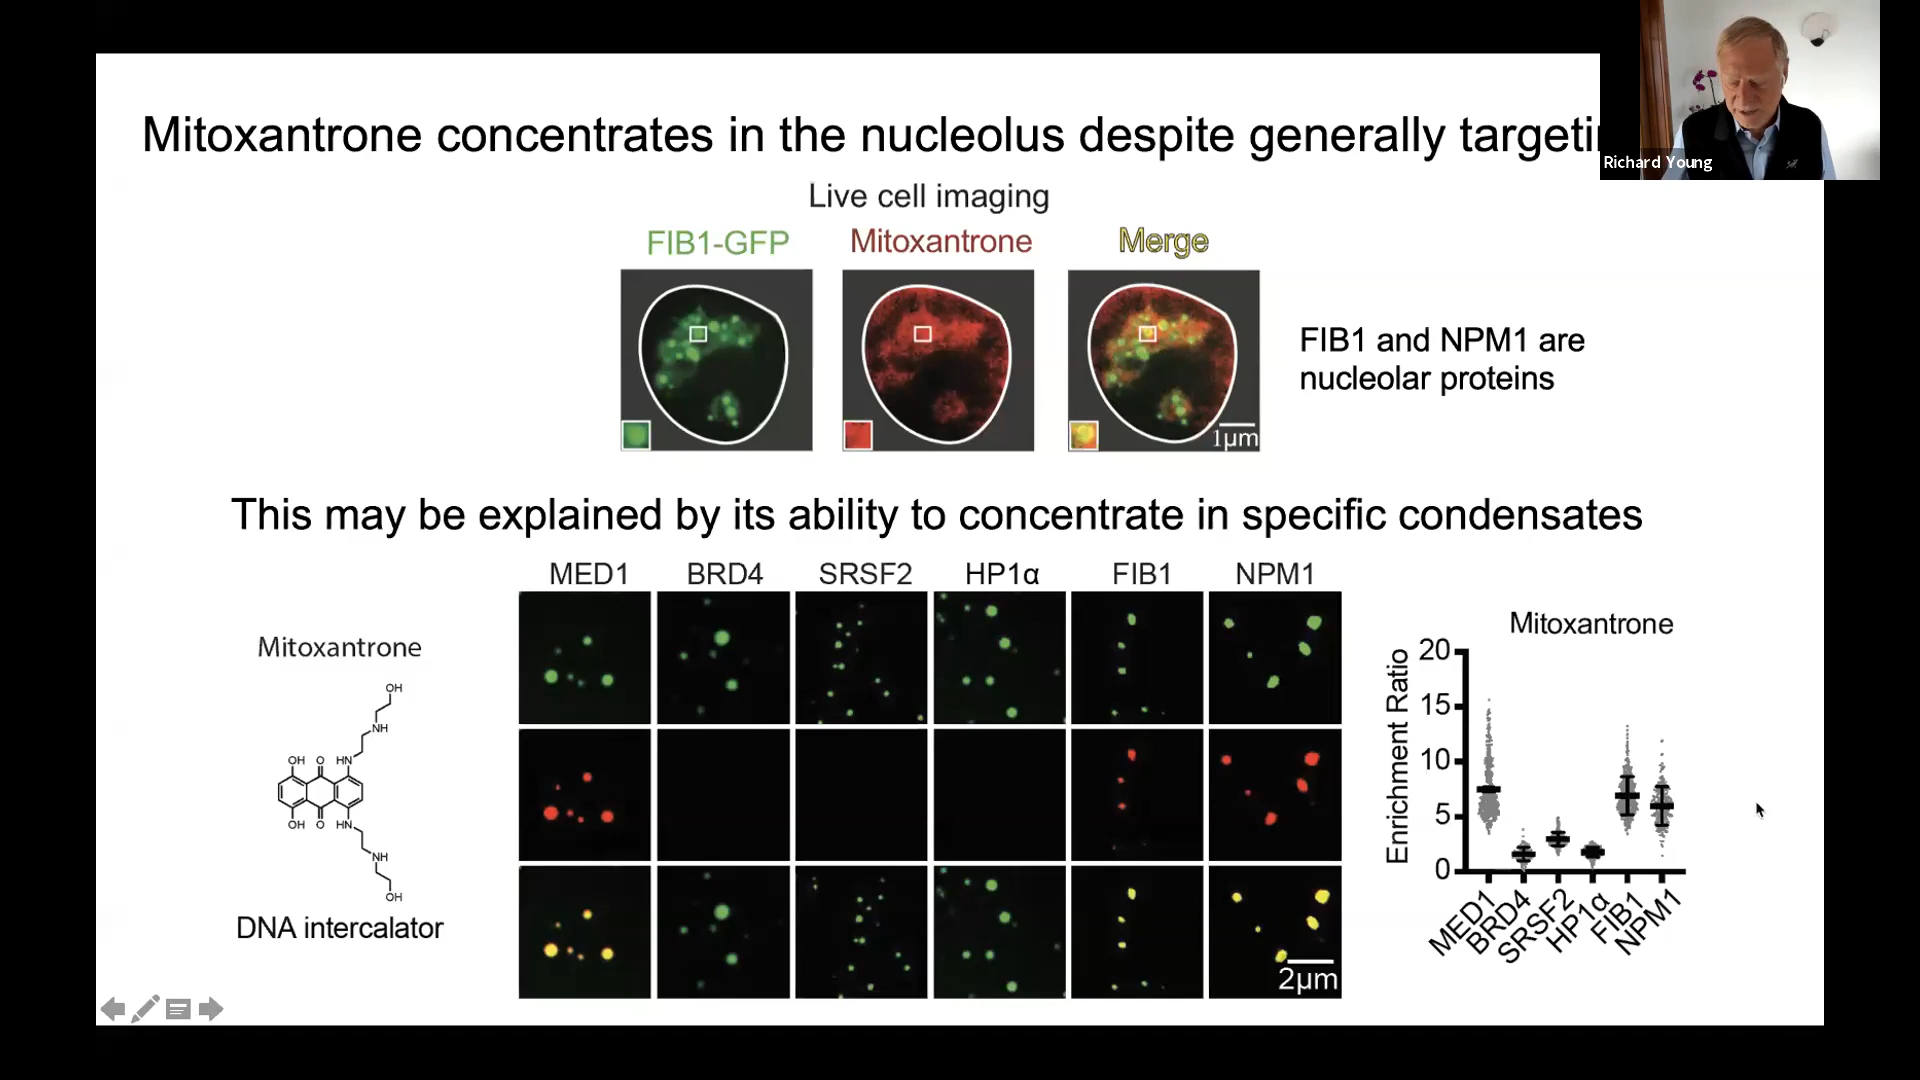 Mitoxantrone concentrates in the nucleolus despite generally
Richard Young
Live cell imaging
FIB1-GFP Mitoxantrone Merge
1µm
FIB1 and NPM1 are
nucleolar proteins
This may be explained by its ability to concentrate in specific condensates
MED1 BRD4 SRSF2 HP1α FIB1 NPM1
Mitoxantrone
OH
NH
OH O HN
OH O HN
NH
OH
DNA intercalator
2µm
Mitoxantrone
Enrichment Ratio
20
15
10
5
0
MED1 BRD4 SRSF2 HP1α FIB1 NPM1